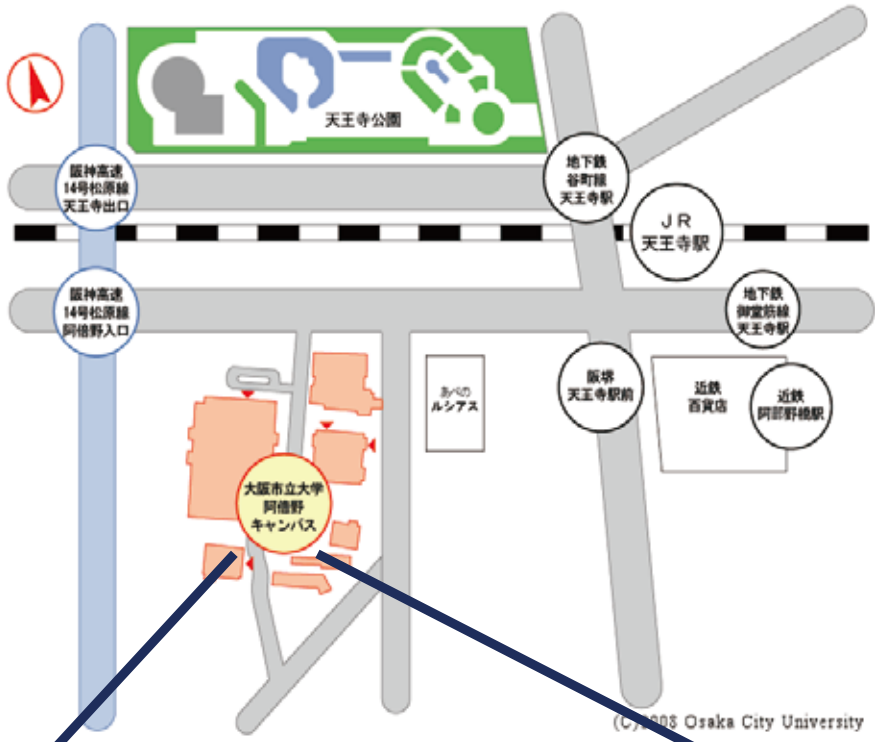 天王寺公園
阪神高速
14号松原線
天王寺出口
地下鉄
谷町線
天王寺駅
JR
天王寺駅
阪神高速
14号松原線
阿倍野入口
地下鉄
御堂筋線
天王寺駅
あべの
ルシアス
阪堺
天王寺駅前
近鉄
百貨店
近鉄
阿部野橋駅
大阪市立大学
阿倍野
キャンパス
(C)2008 Osaka City University